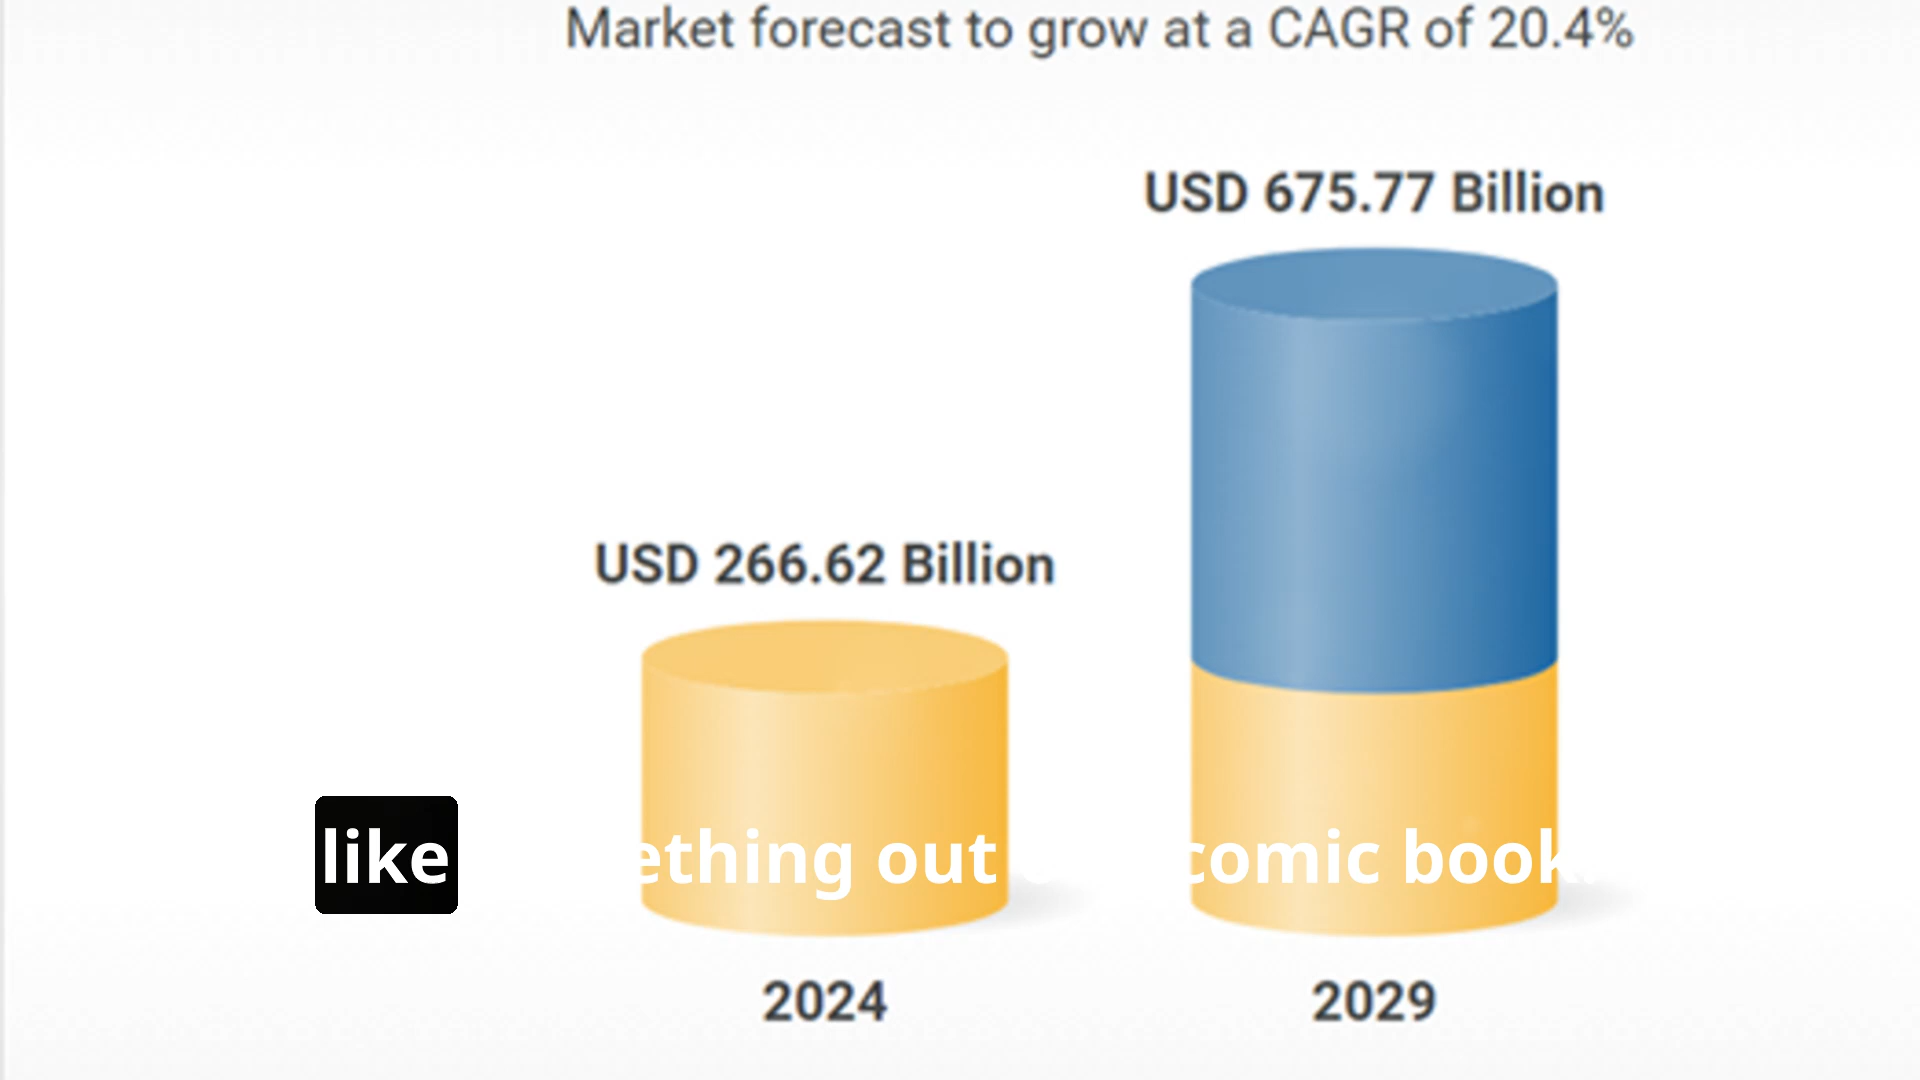 Market forecast to grow at a CAGR of 20.4%
USD 675.77 Billion
USD 266.62 Billion
like ething out comic book
2024
2029